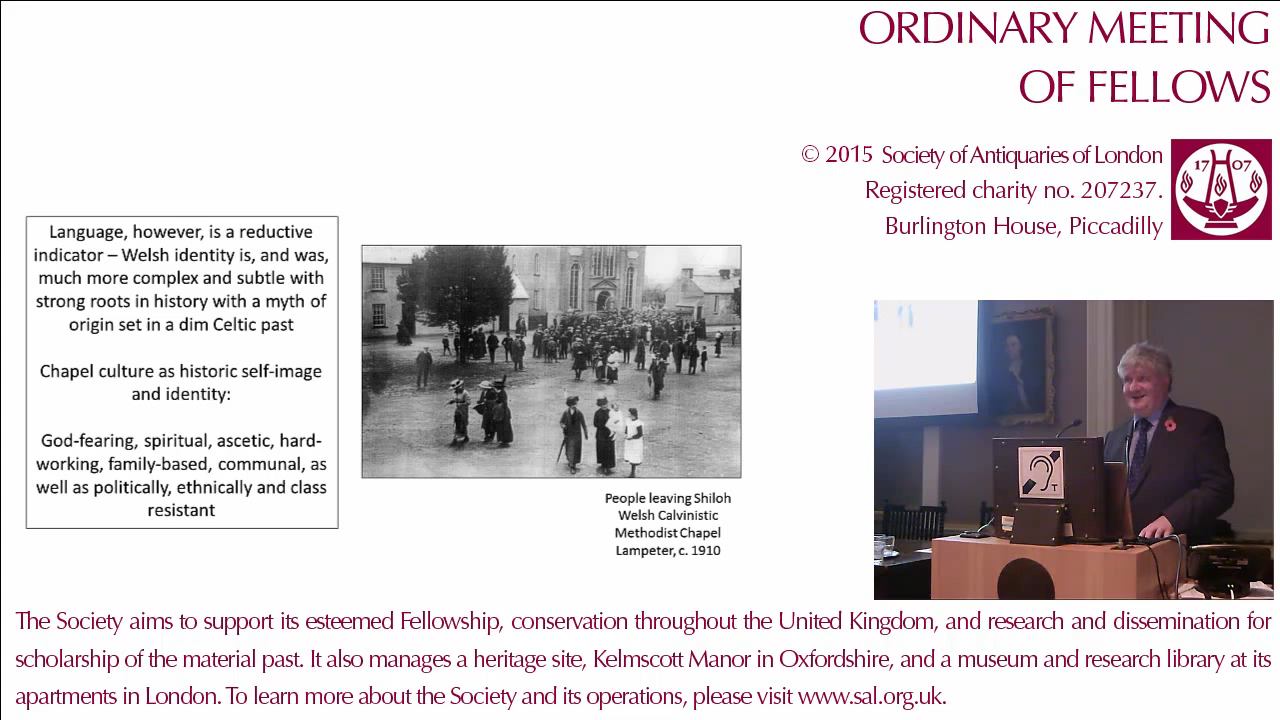 ORDINARY MEETING
OF FELLOWS
© 2015 Society of Antiquaries of London
Registered charity no. 207237.
Burlington House, Piccadilly
17 07
Language, however, is a reductive
indicator – Welsh identity is, and was,
much more complex and subtle with
strong roots in history with a myth of
origin set in a dim Celtic past
Chapel culture as historic self-image
and identity:
God-fearing, spiritual, ascetic, hard-
working, family-based, communal, as
well as politically, ethnically and class
resistant
People leaving Shiloh
Welsh Calvinistic
Methodist Chapel
Lampeter, c. 1910
T
The Society aims to support its esteemed Fellowship, conservation throughout the United Kingdom, and research and dissemination for
scholarship of the material past. It also manages a heritage site, Kelmscott Manor in Oxfordshire, and a museum and research library at its
apartments in London. To learn more about the Society and its operations, please visit www.sal.org.uk.